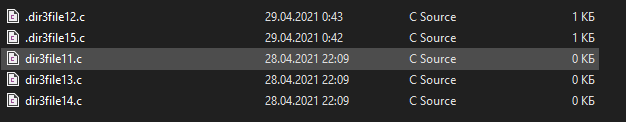 .dir3file12.c 29.04.2021 0:43 C Source 1 КБ
.dir3file15.c 29.04.2021 0:42 C Source 1 КБ
dir3file11.c 28.04.2021 22:09 C Source 0 КБ
dir3file13.c 28.04.2021 22:09 C Source 0 КБ
dir3file14.c 28.04.2021 22:09 C Source 0 КБ